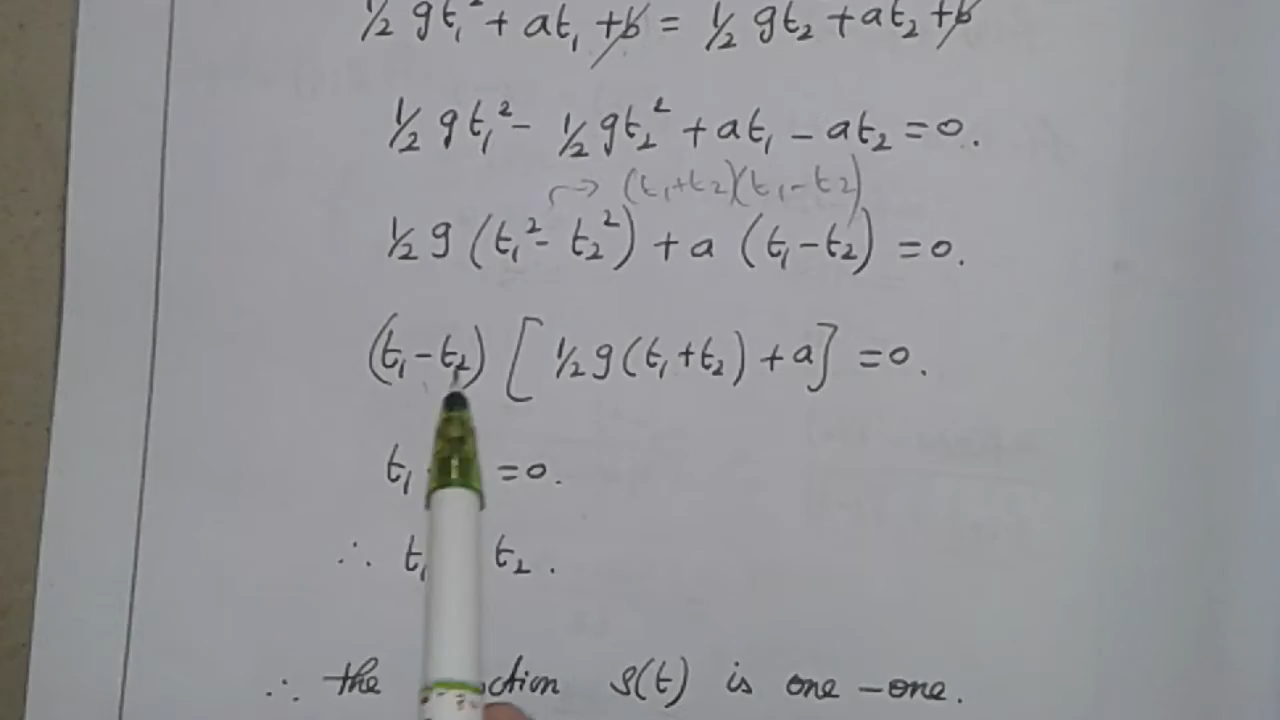 ½ gt₁² + at₁ + b = ½ gt₂ + at₂ + b
½ gt₁² - ½ gt₂² + at₁ - at₂ = 0.
→ (t₁+t₂)(t₁-t₂)
½ g (t₁² - t₂²) + a (t₁ - t₂) = 0.
(t₁ - t₂) [ ½ g (t₁ + t₂) + a ] = 0.
t₁ = 0.
∴ t₁ t₂.
∴ the ction S(t) is one - one.